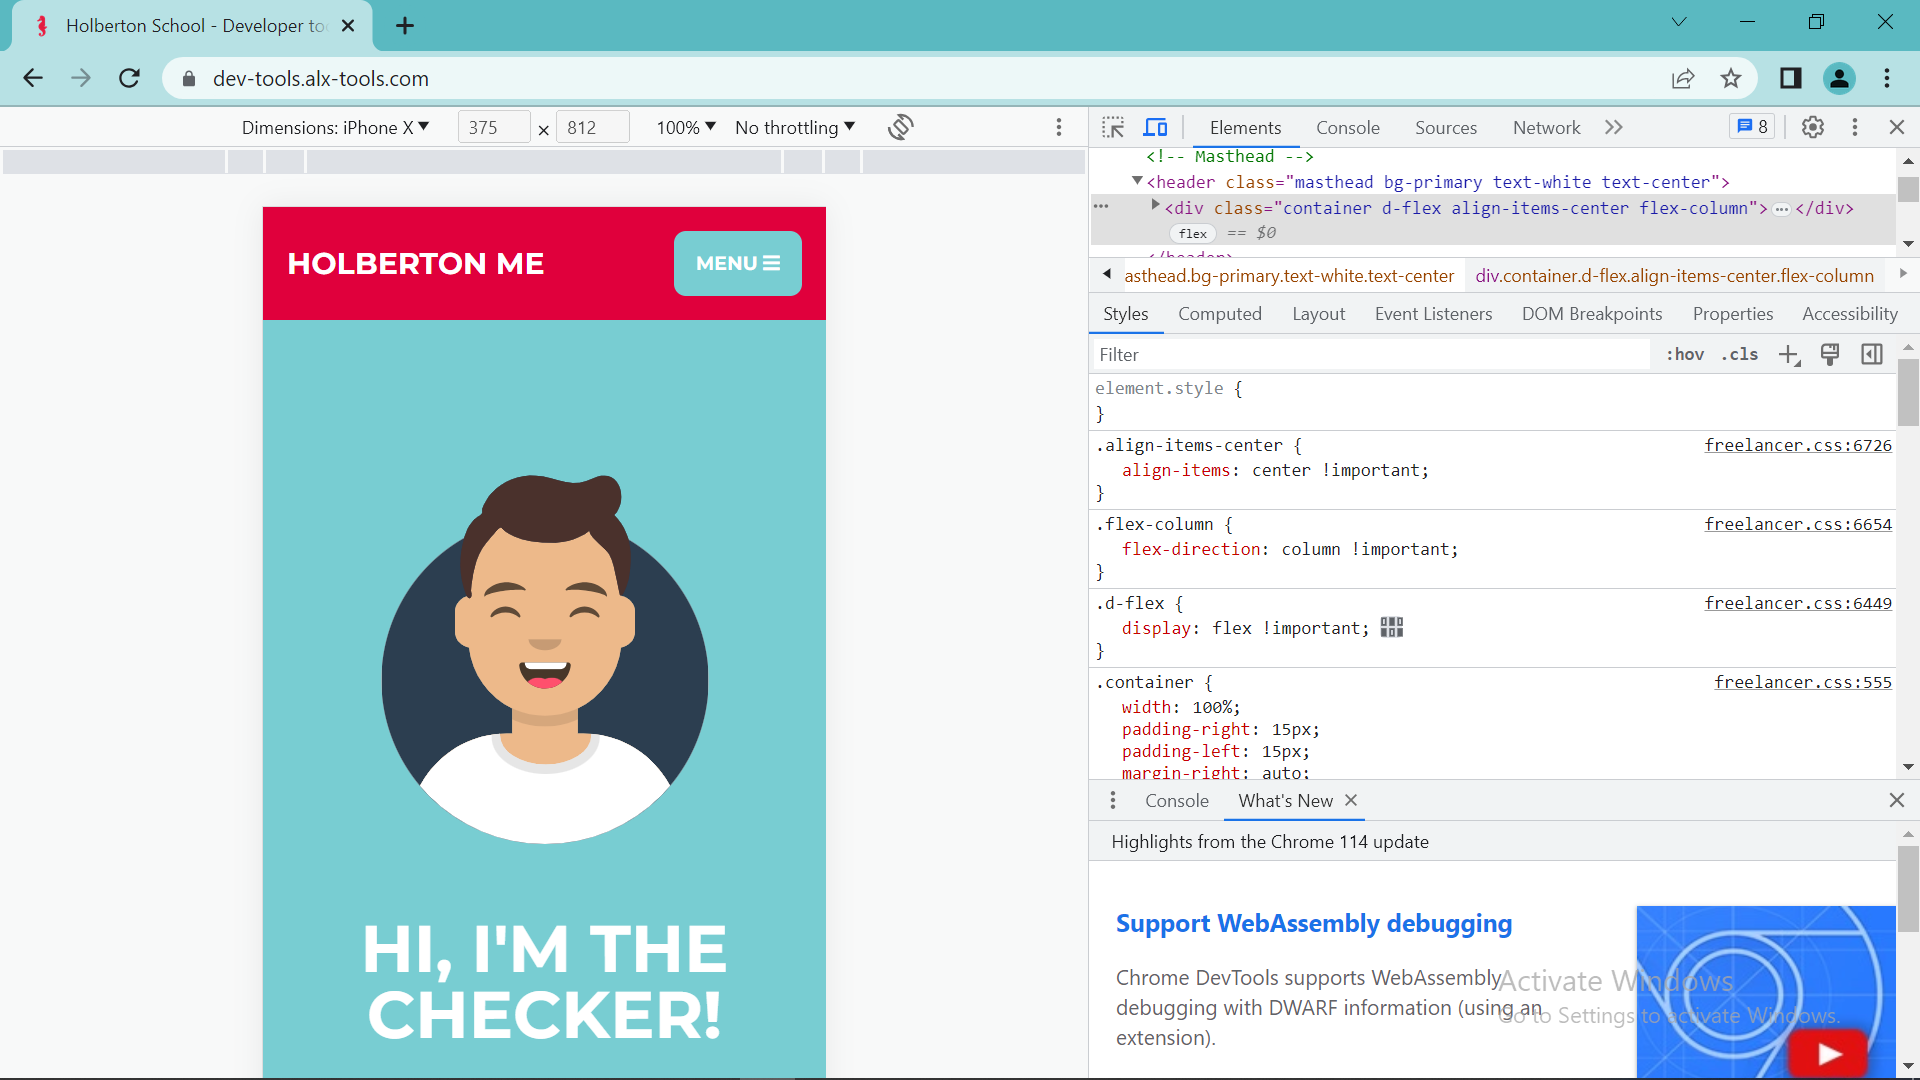 Holberton School - Developer to
dev-tools.alx-tools.com
Dimensions: iPhone X ▼ 375 × 812 100% ▼ No throttling ▼
Elements Console Sources Network 8
<!-- Masthead -->
<header class="masthead bg-primary text-white text-center">
<div class="container d-flex align-items-center flex-column">…</div>
flex == $0
</header>
asthead.bg-primary.text-white.text-center div.container.d-flex.align-items-center.flex-column
Styles Computed Layout Event Listeners DOM Breakpoints Properties Accessibility
Filter :hov .cls
element.style {
}
.align-items-center { freelancer.css:6726
align-items: center !important;
}
.flex-column { freelancer.css:6654
flex-direction: column !important;
}
.d-flex { freelancer.css:6449
display: flex !important;
}
.container { freelancer.css:555
width: 100%;
padding-right: 15px;
padding-left: 15px;
margin-right: auto;
Console What's New
Highlights from the Chrome 114 update
Support WebAssembly debugging
Chrome DevTools supports WebAssembly
debugging with DWARF information (using an
extension).
Activate Windows
Go to Settings to activate Windows.
HOLBERTON ME
MENU
HI, I'M THE
CHECKER!